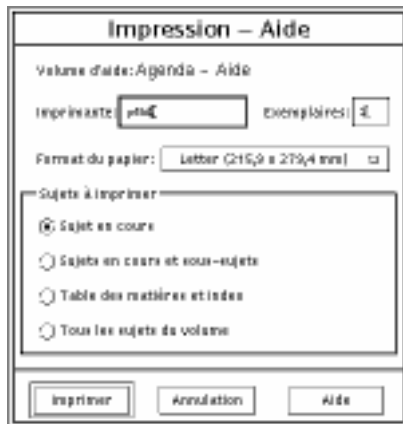 Impression – Aide
Volume d'aide: Agenda – Aide
Imprimante: Exemplaires: 1
Format du papier: Letter (215,9 x 279,4 mm)
Sujets à imprimer
Sujet en cours
Sujets en cours et sous-sujets
Table des matières et index
Tous les sujets du volume
Imprimer Annulation Aide